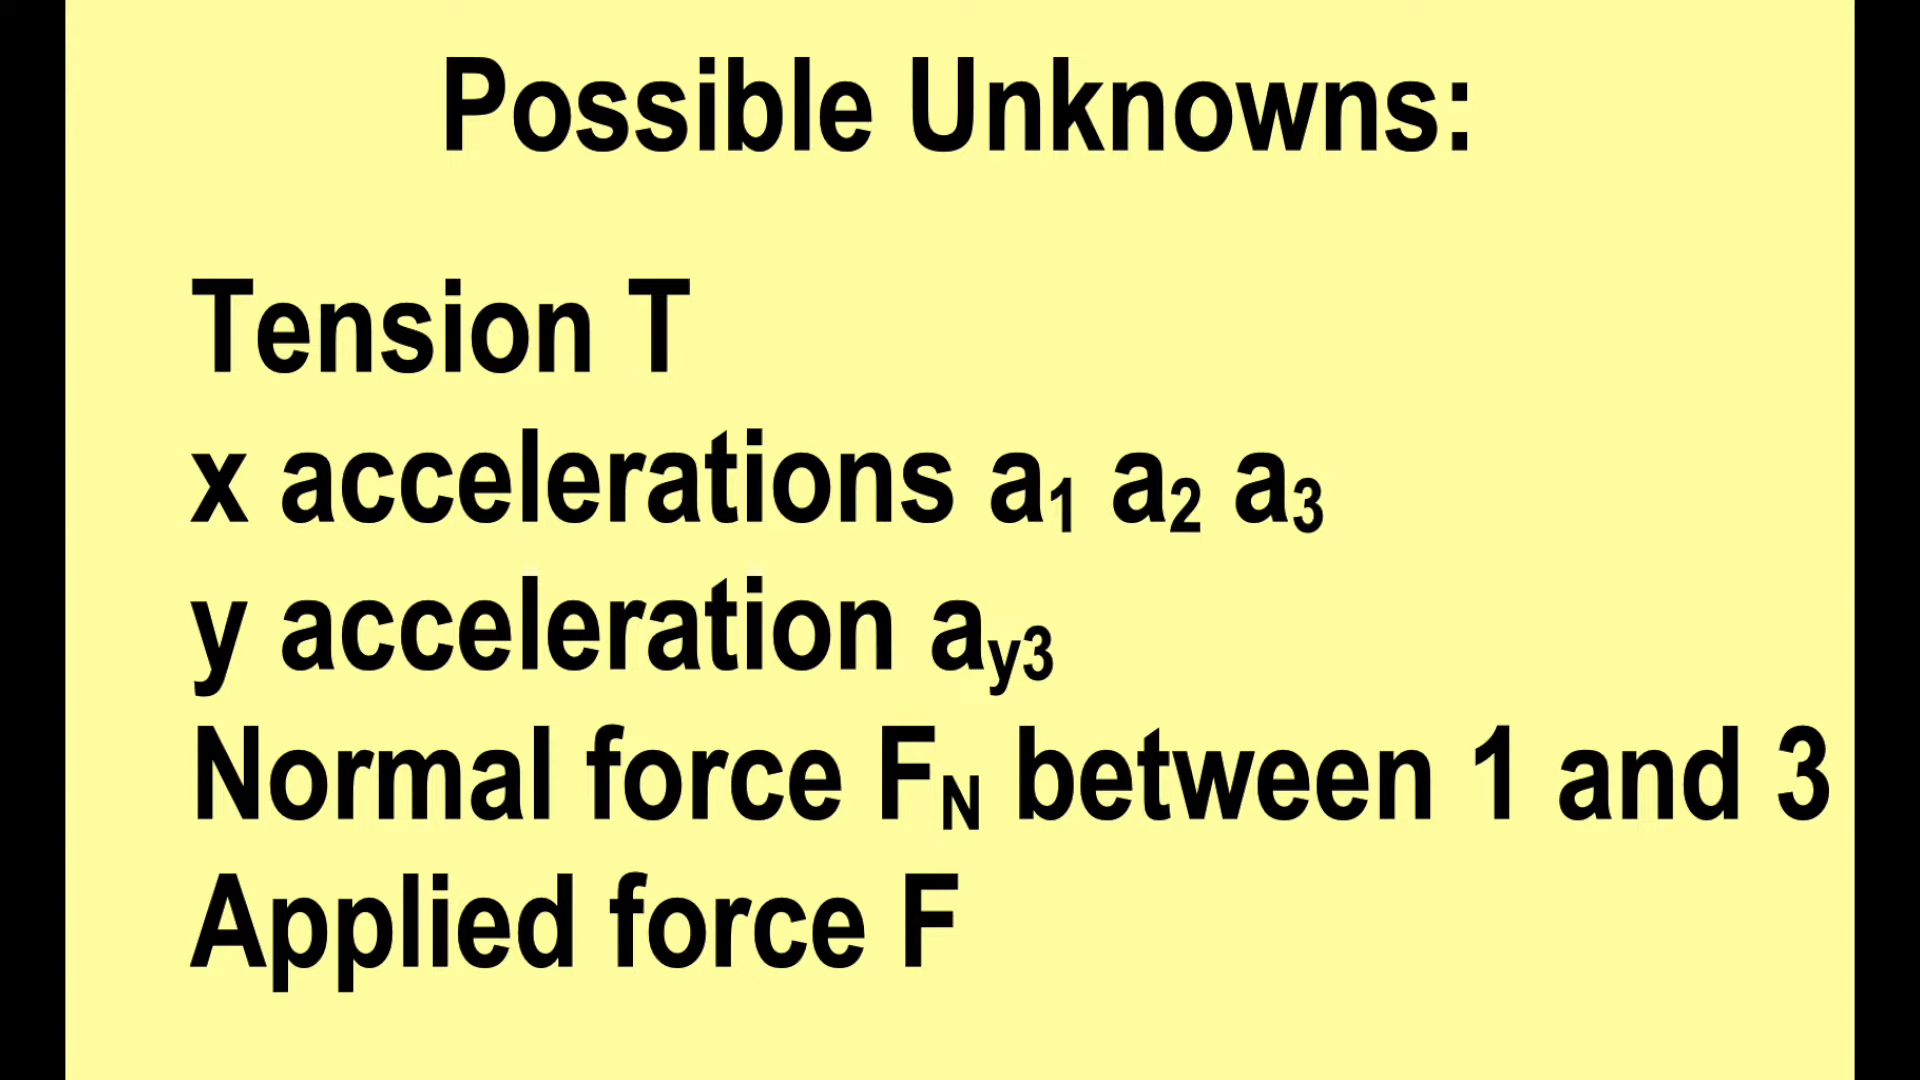 Possible Unknowns:
Tension T
x accelerations a₁ a₂ a₃
y acceleration ay3
Normal force FN between 1 and 3
Applied force F